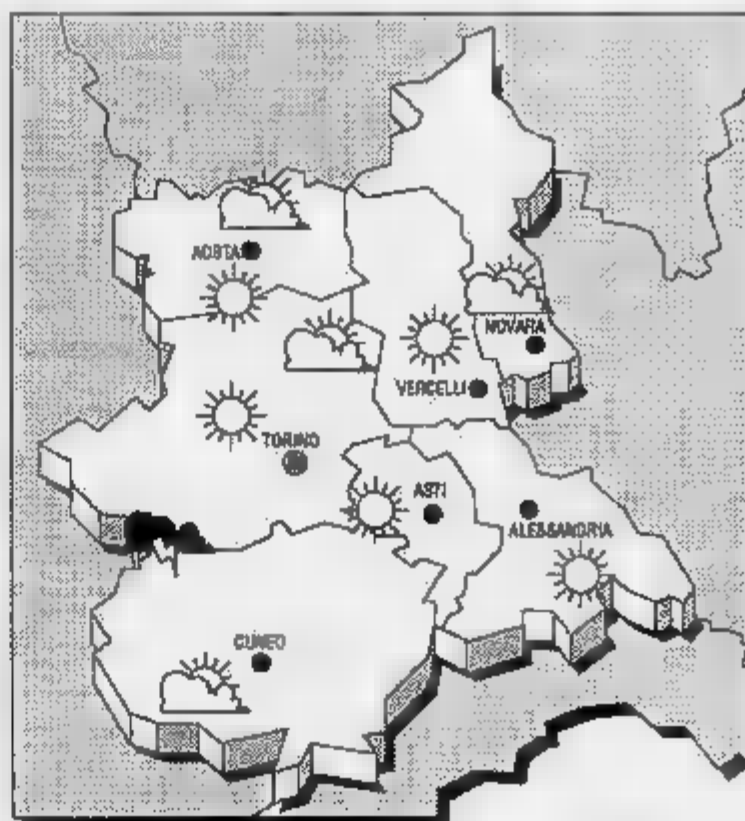 AOSTA
NOVARA
VERCELLI
TORINO
ASTI
ALESSANDRIA
CUNEO